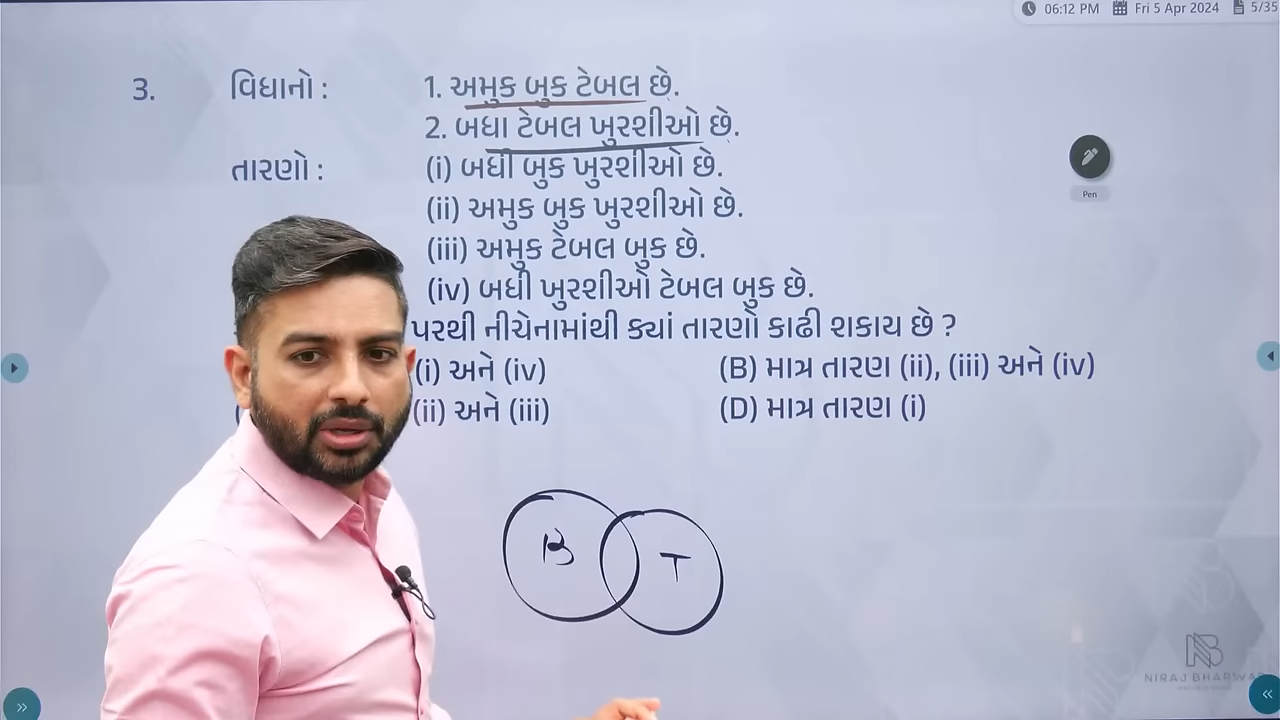 06:12 PM Fri 5 Apr 2024 5/35
3. વિધાનો : 1. અમુક બુક ટેબલ છે.
2. બધા ટેબલ ખુરશીઓ છે.
તારણો : (i) બધી બુક ખુરશીઓ છે.
(ii) અમુક બુક ખુરશીઓ છે.
(iii) અમુક ટેબલ બુક છે.
(iv) બધી ખુરશીઓ ટેબલ બુક છે.
પરથી નીચેનામાંથી ક્યાં તારણો કાઢી શકાય છે ?
(i) અને (iv) (B) માત્ર તારણ (ii), (iii) અને (iv)
(ii) અને (iii) (D) માત્ર તારણ (i)
Pen
B T
NIRAJ BHARWA